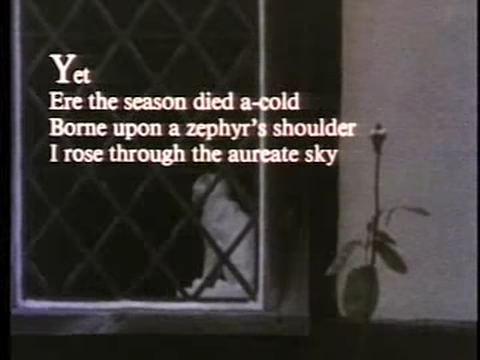 Yet
Ere the season died a-cold
Borne upon a zephyr's shoulder
I rose through the aureate sky